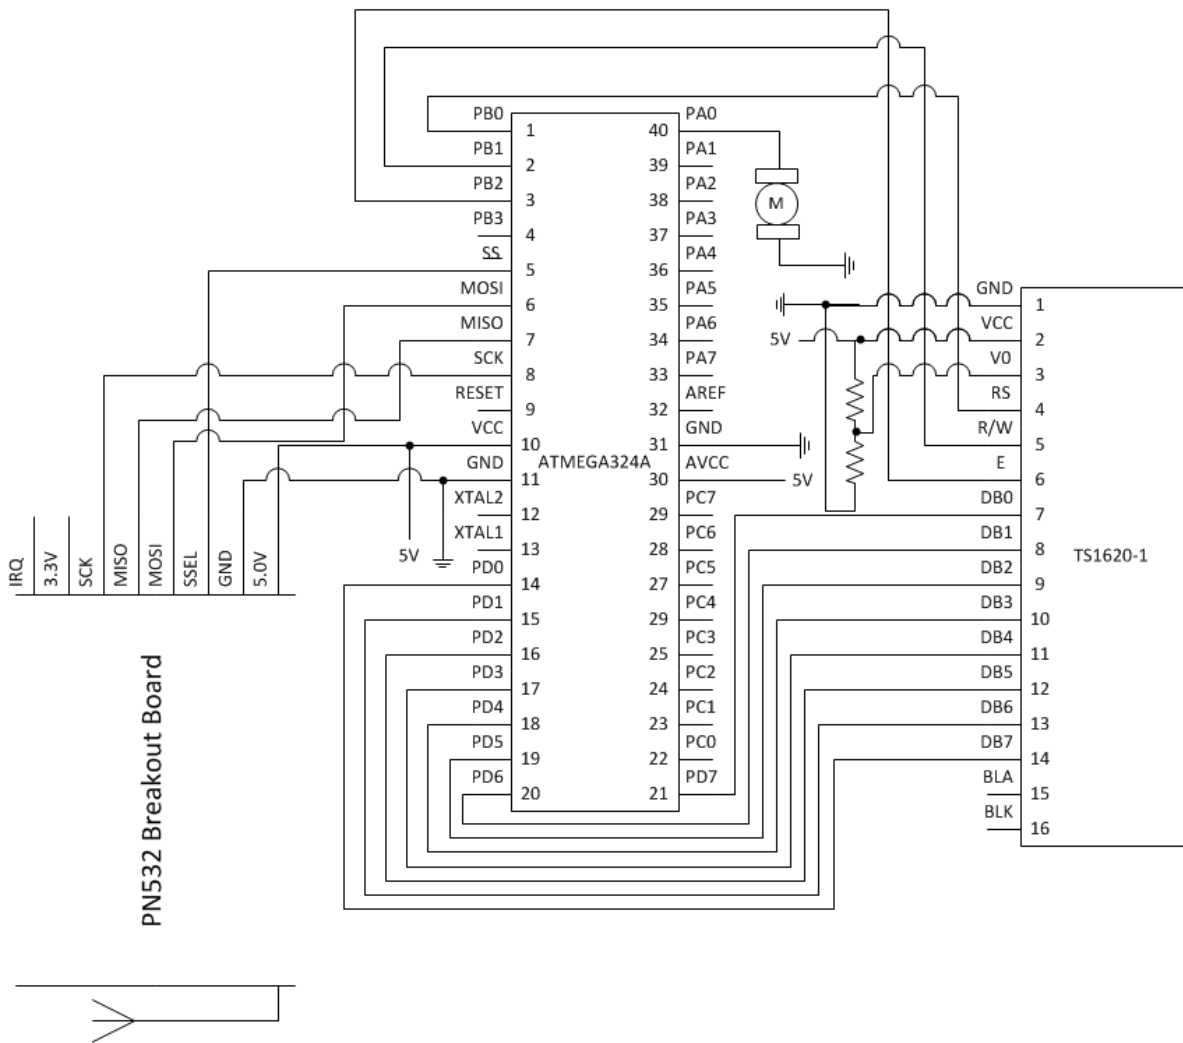 PB0
1
PB1
2
PB2
3
PB3
4
SS
5
MOSI
6
MISO
7
SCK
8
RESET
9
VCC
10
GND
11
XTAL2
12
XTAL1
13
PD0
14
PD1
15
PD2
16
PD3
17
PD4
18
PD5
19
PD6
20
ATMEGA324A
PA0
40
PA1
39
PA2
38
PA3
37
PA4
36
PA5
35
PA6
34
PA7
33
AREF
32
GND
31
AVCC
30
PC7
29
PC6
28
PC5
27
PC4
29
PC3
25
PC2
24
PC1
23
PC0
22
PD7
21
M
5V
5V
5V
GND
1
VCC
2
V0
3
RS
4
R/W
5
E
6
DB0
7
DB1
8
DB2
9
DB3
10
DB4
11
DB5
12
DB6
13
DB7
14
BLA
15
BLK
16
TS1620-1
IRQ
3.3V
SCK
MISO
MOSI
SSEL
GND
5.0V
PN532 Breakout Board